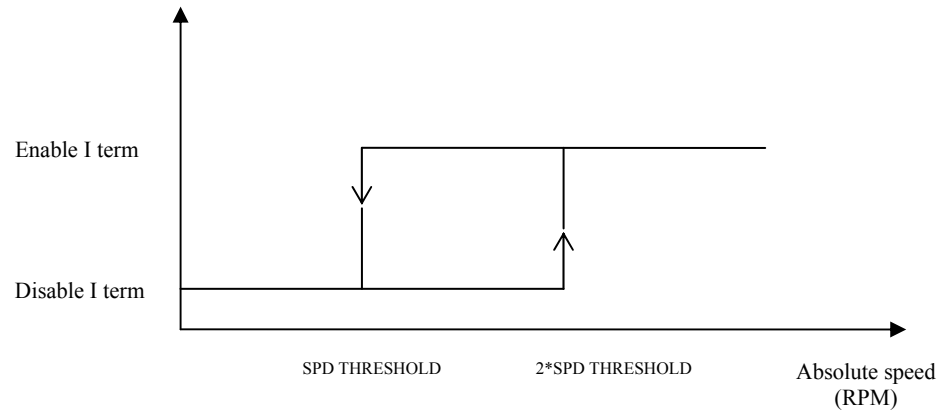 Enable I term
Disable I term
SPD THRESHOLD
2*SPD THRESHOLD
Absolute speed
(RPM)